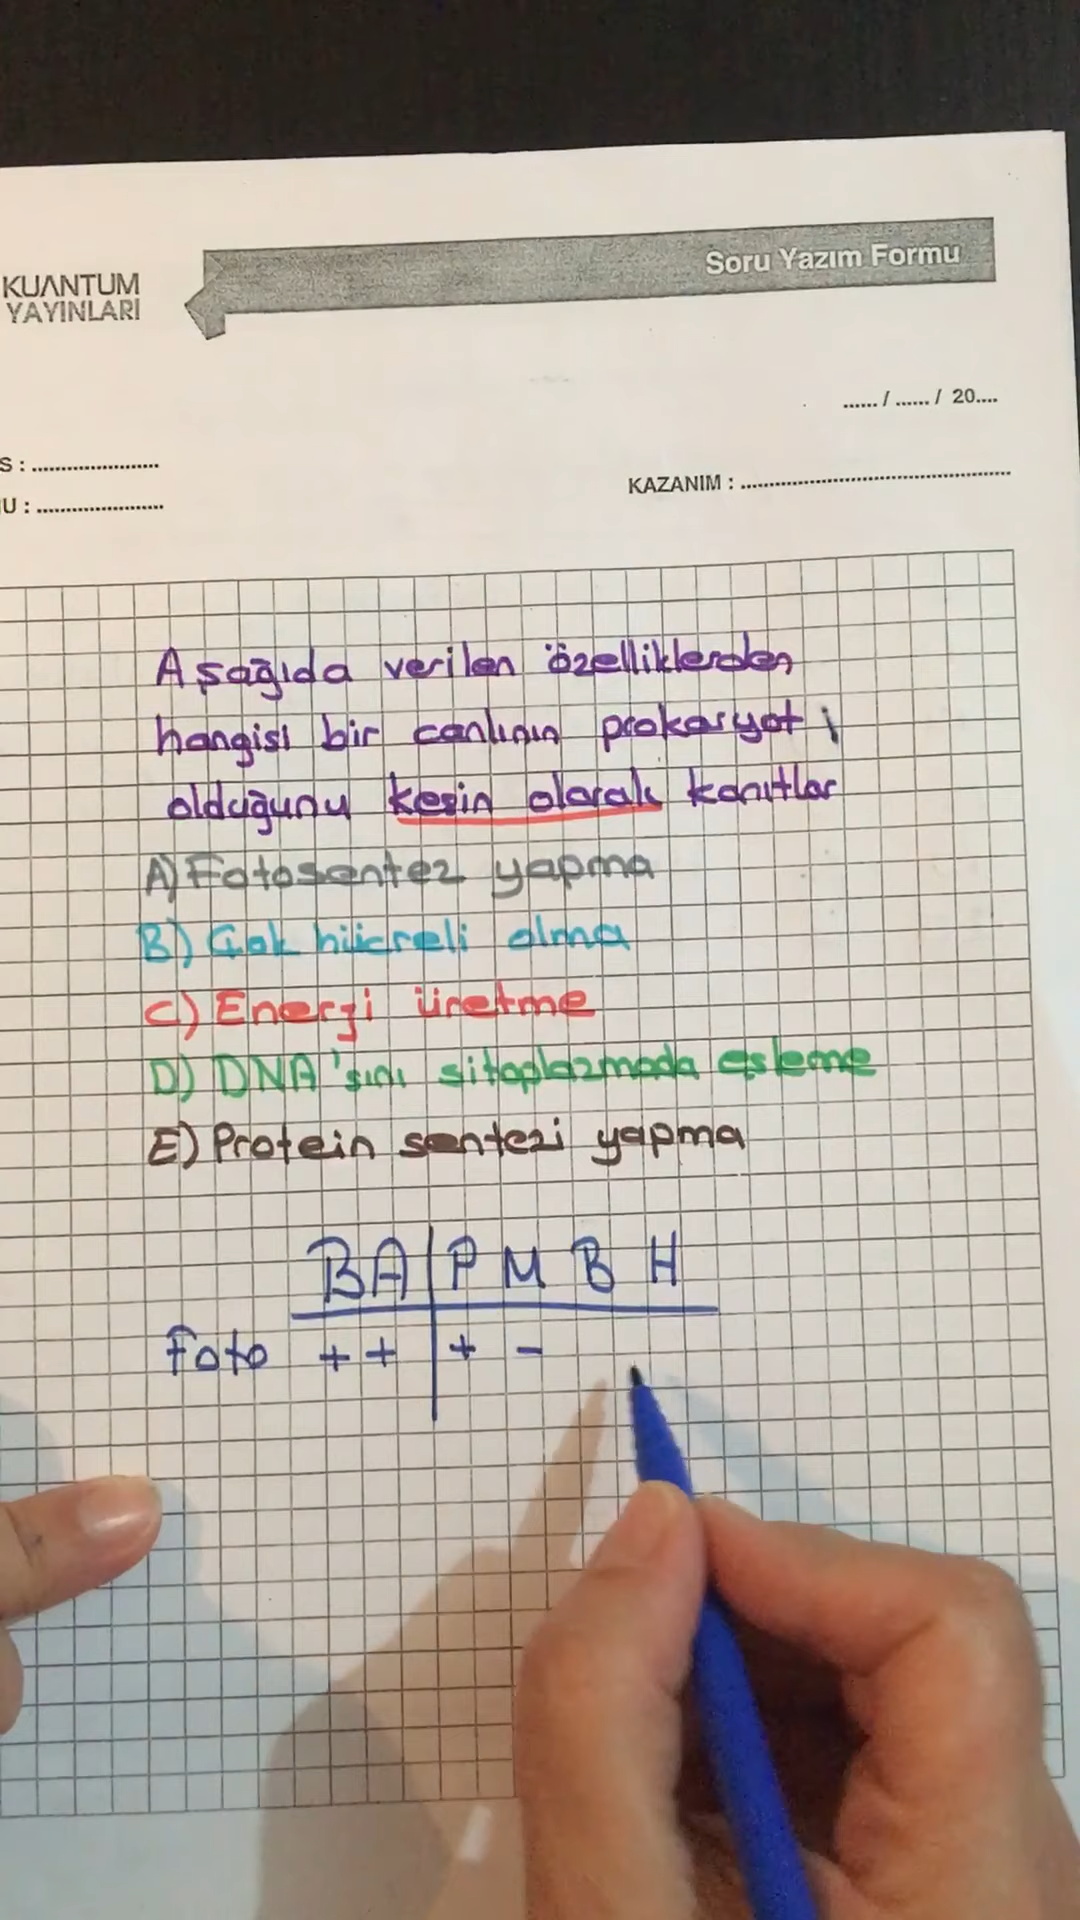 KUANTUM
YAYINLARI
Soru Yazım Formu
...... / ...... / 20....
S : .......................
U : .......................
KAZANIM : ................................................
Aşağıda verilen özelliklerden
hangisi bir canlının prokaryot
olduğunu kesin olarak kanıtlar
A) Fotosentez yapma
B) Çok hücreli olma
C) Enerji üretme
D) DNA'sını sitoplazmada eşleme
E) Protein sentezi yapma
B A | P M B H
Foto + + | + -